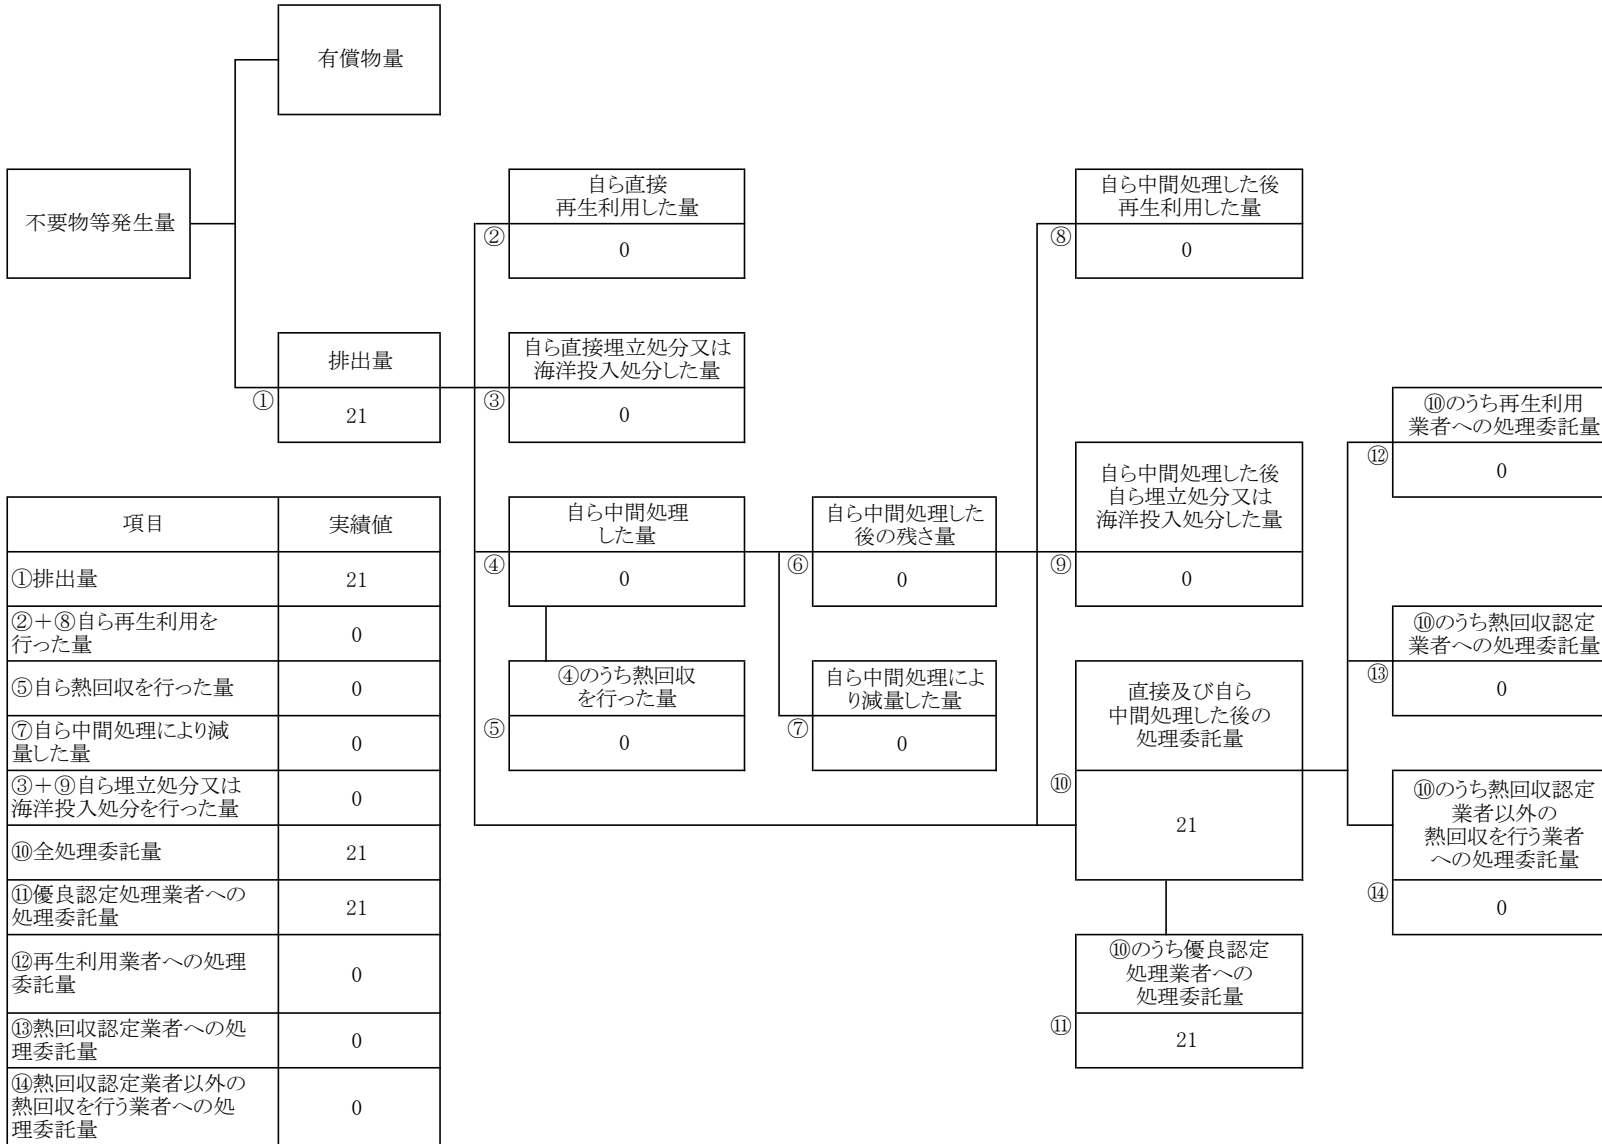 有償物量
不要物等発生量
自ら直接
再生利用した量
②
0
自ら中間処理した後
再生利用した量
⑧
0
排出量
①
21
自ら直接埋立処分又は
海洋投入処分した量
③
0
⑩のうち再生利用
業者への処理委託量
⑫
0
自ら中間処理
した量
④
0
自ら中間処理した
後の残さ量
⑥
0
自ら中間処理した後
自ら埋立処分又は
海洋投入処分した量
⑨
0
④のうち熱回収
を行った量
⑤
0
自ら中間処理によ
り減量した量
⑦
0
直接及び自ら
中間処理した後の
処理委託量
⑩
21
⑩のうち熱回収認定
業者への処理委託量
⑬
0
⑩のうち熱回収認定
業者以外の
熱回収を行う業者
への処理委託量
⑭
0
⑩のうち優良認定
処理業者への
処理委託量
⑪
21
項目 実績値
①排出量 21
②+⑧自ら再生利用を
行った量 0
⑤自ら熱回収を行った量 0
⑦自ら中間処理により減
量した量 0
③+⑨自ら埋立処分又は
海洋投入処分を行った量 0
⑩全処理委託量 21
⑪優良認定処理業者への
処理委託量 21
⑫再生利用業者への処理
委託量 0
⑬熱回収認定業者への処
理委託量 0
⑭熱回収認定業者以外の
熱回収を行う業者への処
理委託量 0